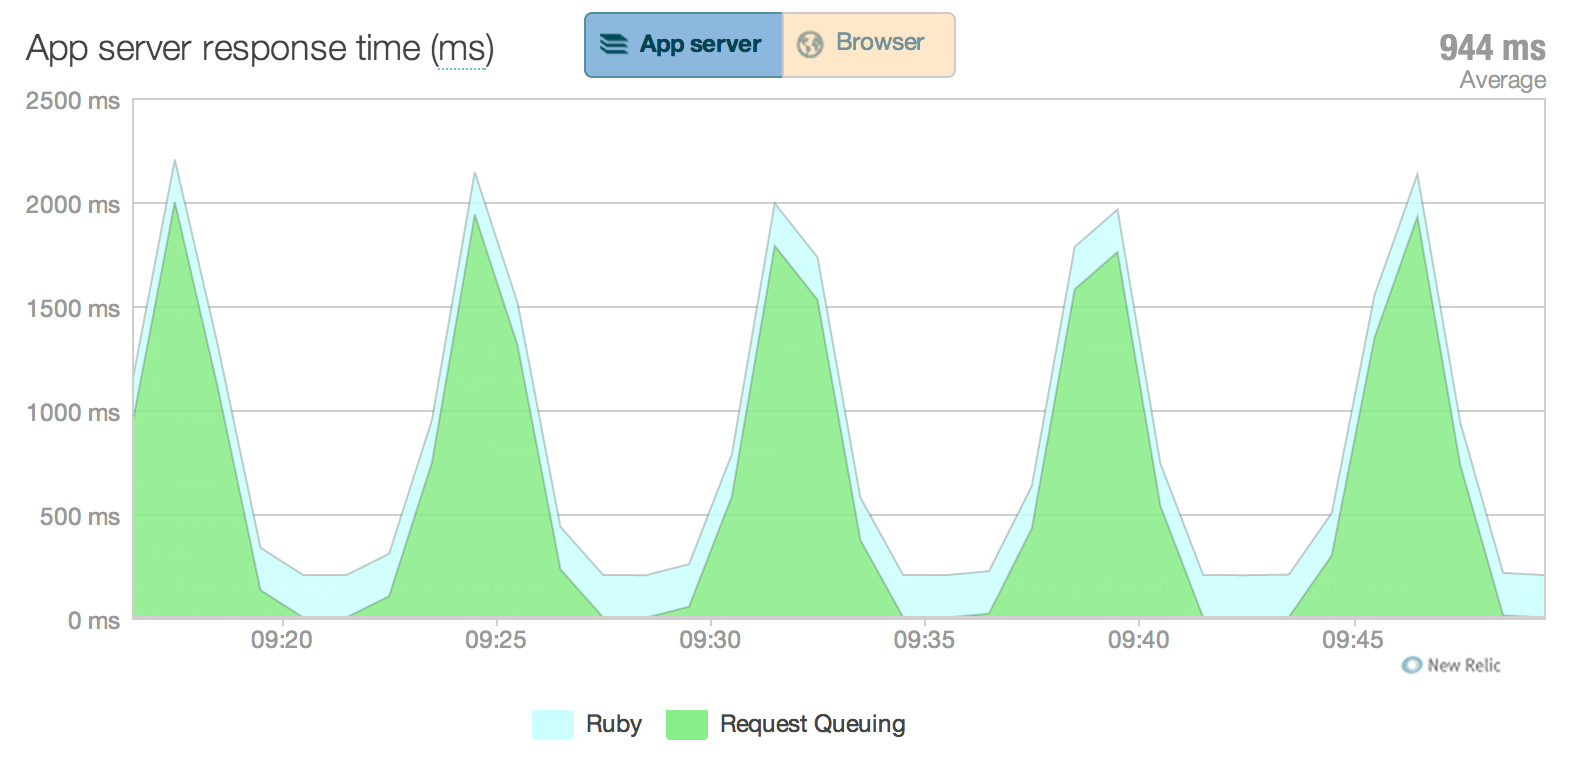 App server response time (ms)
App server
Browser
944 ms
Average
2500 ms
2000 ms
1500 ms
1000 ms
500 ms
0 ms
09:20
09:25
09:30
09:35
09:40
09:45
New Relic
Ruby
Request Queuing